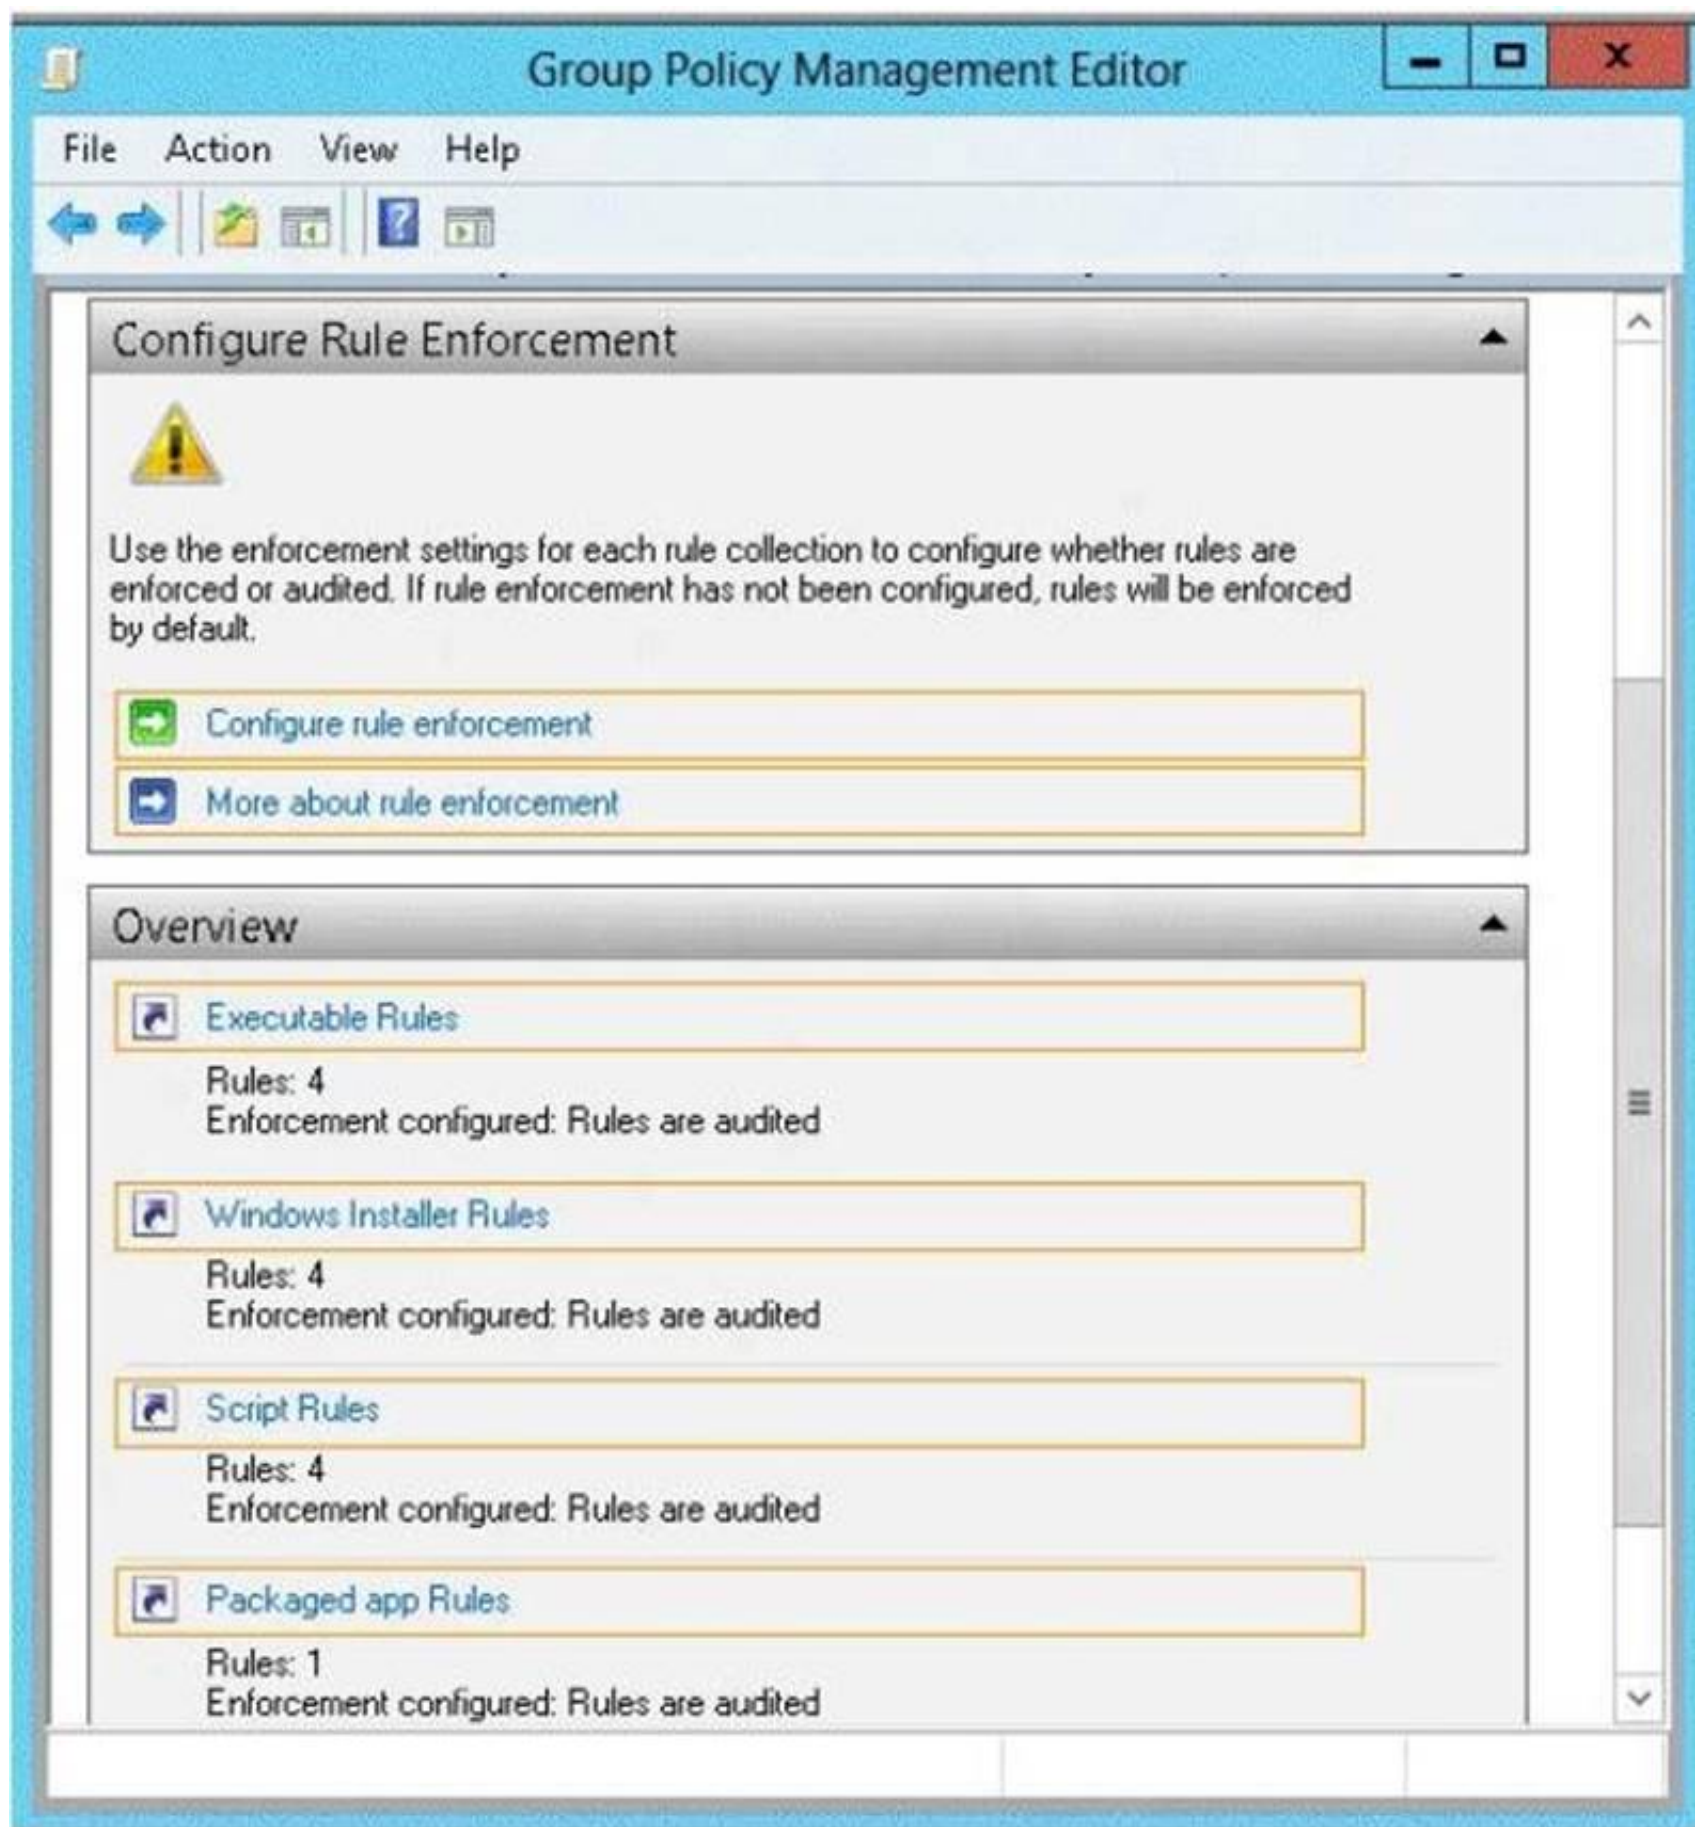 Group Policy Management Editor
File Action View Help
Configure Rule Enforcement
Use the enforcement settings for each rule collection to configure whether rules are
enforced or audited. If rule enforcement has not been configured, rules will be enforced
by default.
Configure rule enforcement
More about rule enforcement
Overview
Executable Rules
Rules: 4
Enforcement configured: Rules are audited
Windows Installer Rules
Rules: 4
Enforcement configured: Rules are audited
Script Rules
Rules: 4
Enforcement configured: Rules are audited
Packaged app Rules
Rules: 1
Enforcement configured: Rules are audited